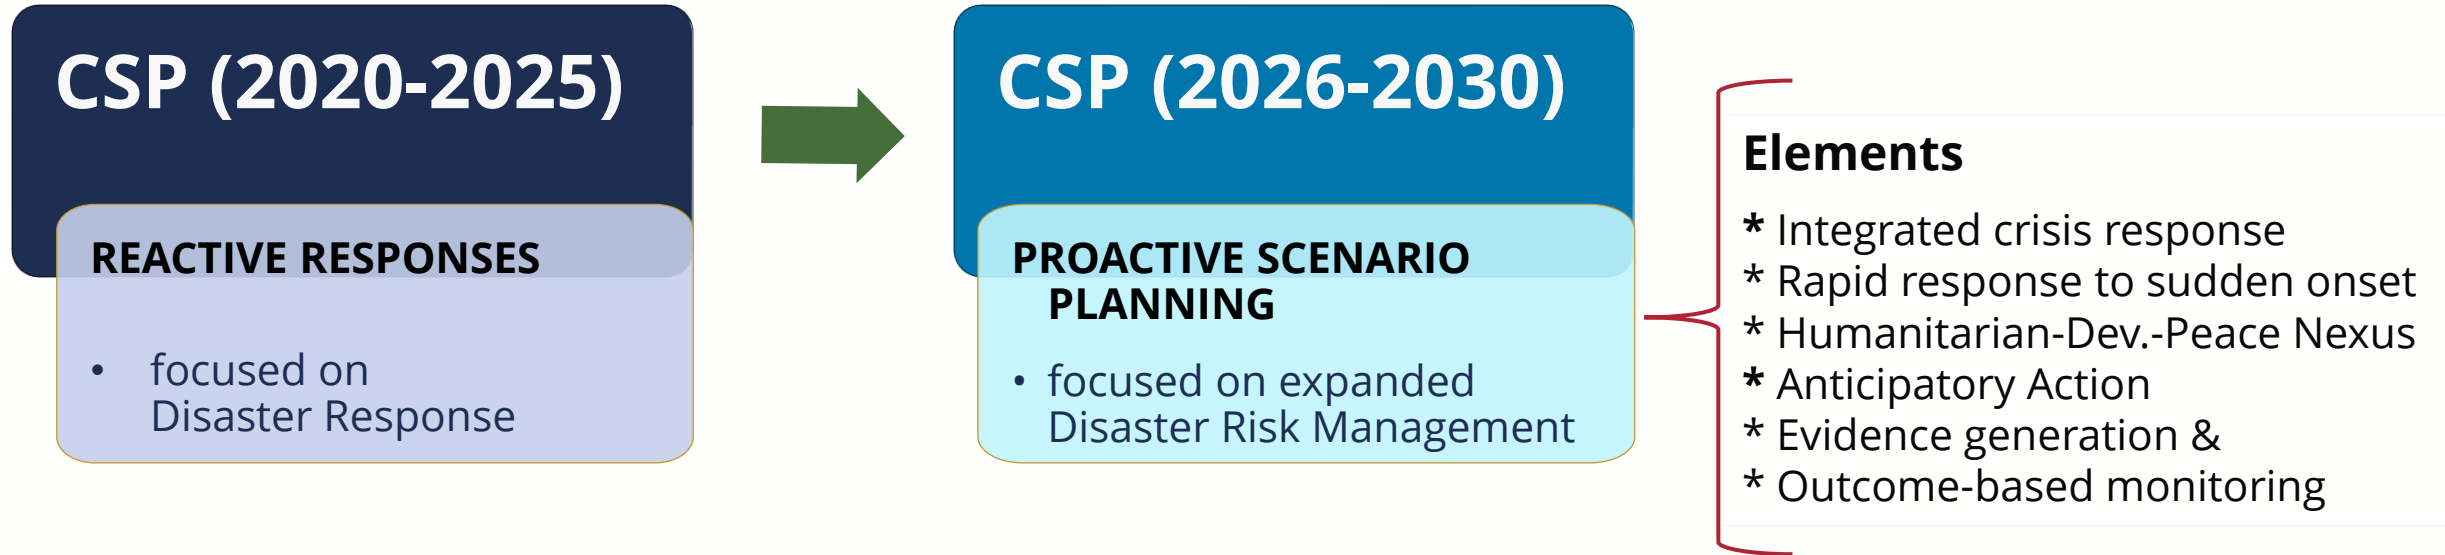 CSP (2020-2025)
REACTIVE RESPONSES
• focused on
Disaster Response
CSP (2026-2030)
PROACTIVE SCENARIO
PLANNING
• focused on expanded
Disaster Risk Management
Elements
* Integrated crisis response
* Rapid response to sudden onset
* Humanitarian-Dev.-Peace Nexus
* Anticipatory Action
* Evidence generation &
* Outcome-based monitoring